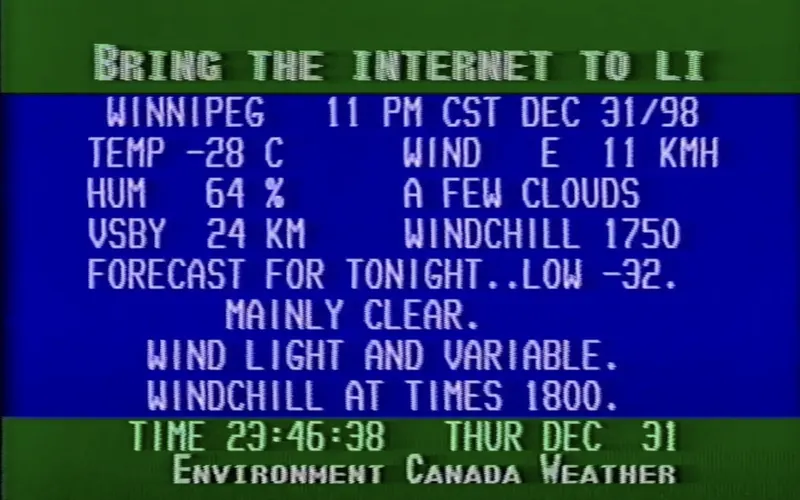 BRING THE INTERNET TO LI
WINNIPEG 11 PM CST DEC 31/98
TEMP -28 C WIND E 11 KMH
HUM 64 % A FEW CLOUDS
VSBY 24 KM WINDCHILL 1750
FORECAST FOR TONIGHT..LOW -32.
MAINLY CLEAR.
WIND LIGHT AND VARIABLE.
WINDCHILL AT TIMES 1800.
TIME 23:46:38 THUR DEC 31
ENVIRONMENT CANADA WEATHER